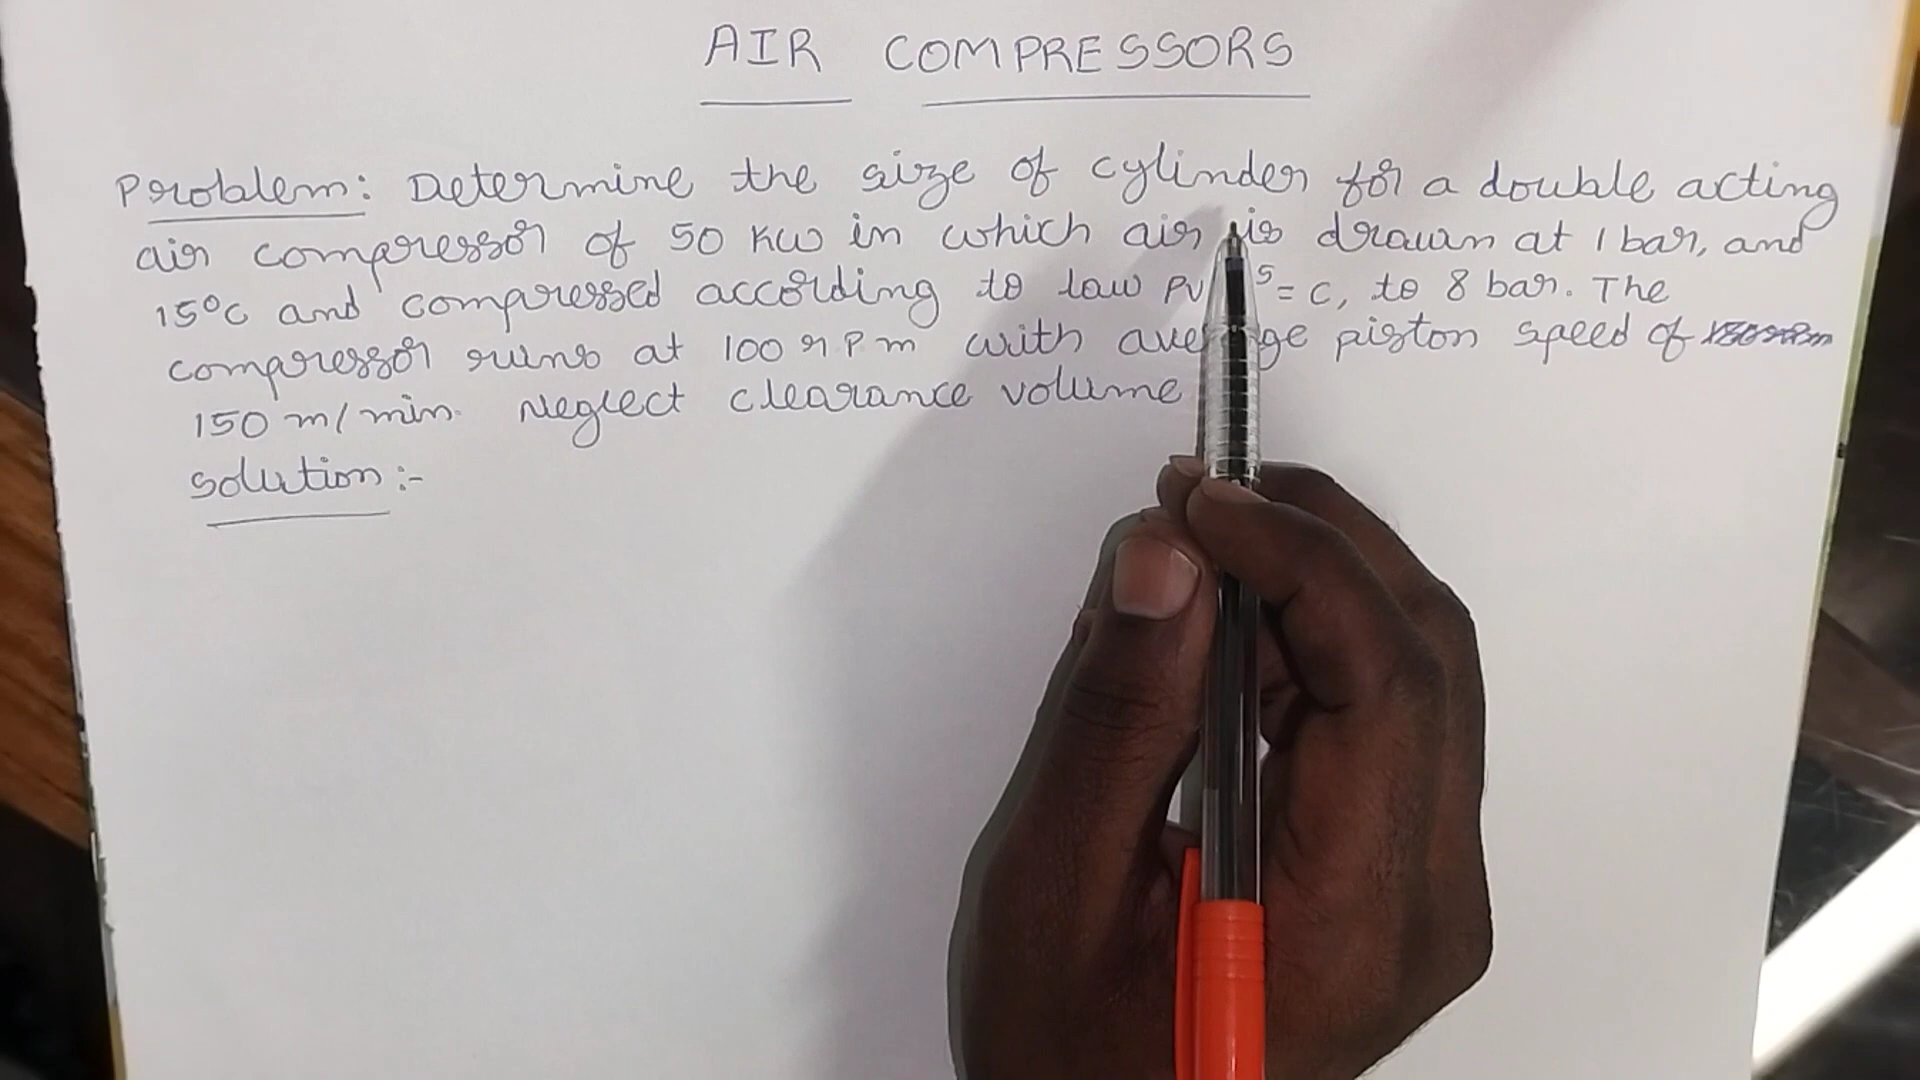 AIR COMPRESSORS
Problem: Determine the size of cylinder for a double acting
air compressor of 50 KW in which air is drawn at 1 bar, and
15°C and compressed according to law PV 5 = C, to 8 bar. The
compressor runs at 100 rpm with average piston speed of
150 m/min. Neglect clearance volume
Solution :-